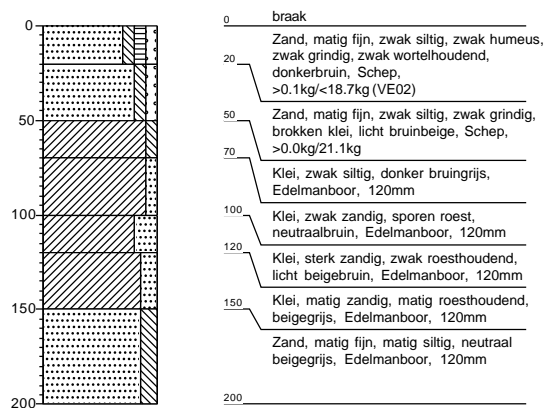 0
50
100
150
200
0
braak
Zand, matig fijn, zwak siltig, zwak humeus,
zwak grindig, zwak wortelhoudend,
donkerbruin, Schep,
>0.1kg/<18.7kg (VE02)
20
Zand, matig fijn, zwak siltig, zwak grindig,
brokken klei, licht bruinbeige, Schep,
>0.0kg/21.1kg
50
Klei, zwak siltig, donker bruingrijs,
Edelmanboor, 120mm
70
Klei, zwak zandig, sporen roest,
neutraalbruin, Edelmanboor, 120mm
100
Klei, sterk zandig, zwak roesthoudend,
licht beigebruin, Edelmanboor, 120mm
120
Klei, matig zandig, matig roesthoudend,
beigegrijs, Edelmanboor, 120mm
150
Zand, matig fijn, matig siltig, neutraal
beigegrijs, Edelmanboor, 120mm
200